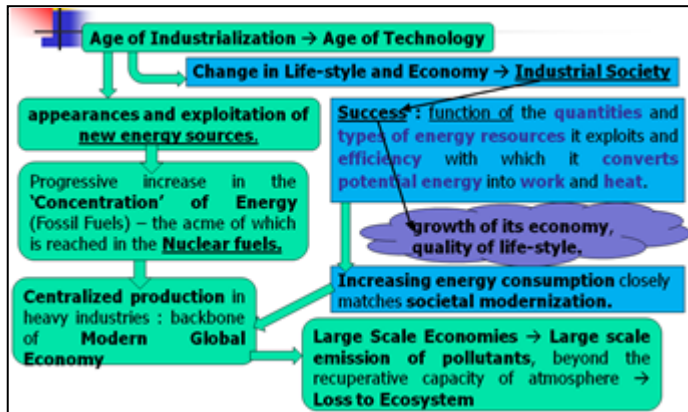 Age of Industrialization → Age of Technology
Change in Life-style and Economy → Industrial Society
appearances and exploitation of
new energy sources.
Progressive increase in the
‘Concentration’ of Energy
(Fossil Fuels) – the acme of which
is reached in the Nuclear fuels.
Centralized production in
heavy industries : backbone
of Modern Global
Economy
Success : function of the quantities and
types of energy resources it exploits and
efficiency with which it converts
potential energy into work and heat.
growth of its economy,
quality of life-style.
Increasing energy consumption closely
matches societal modernization.
Large Scale Economies → Large scale
emission of pollutants, beyond the
recuperative capacity of atmosphere →
Loss to Ecosystem